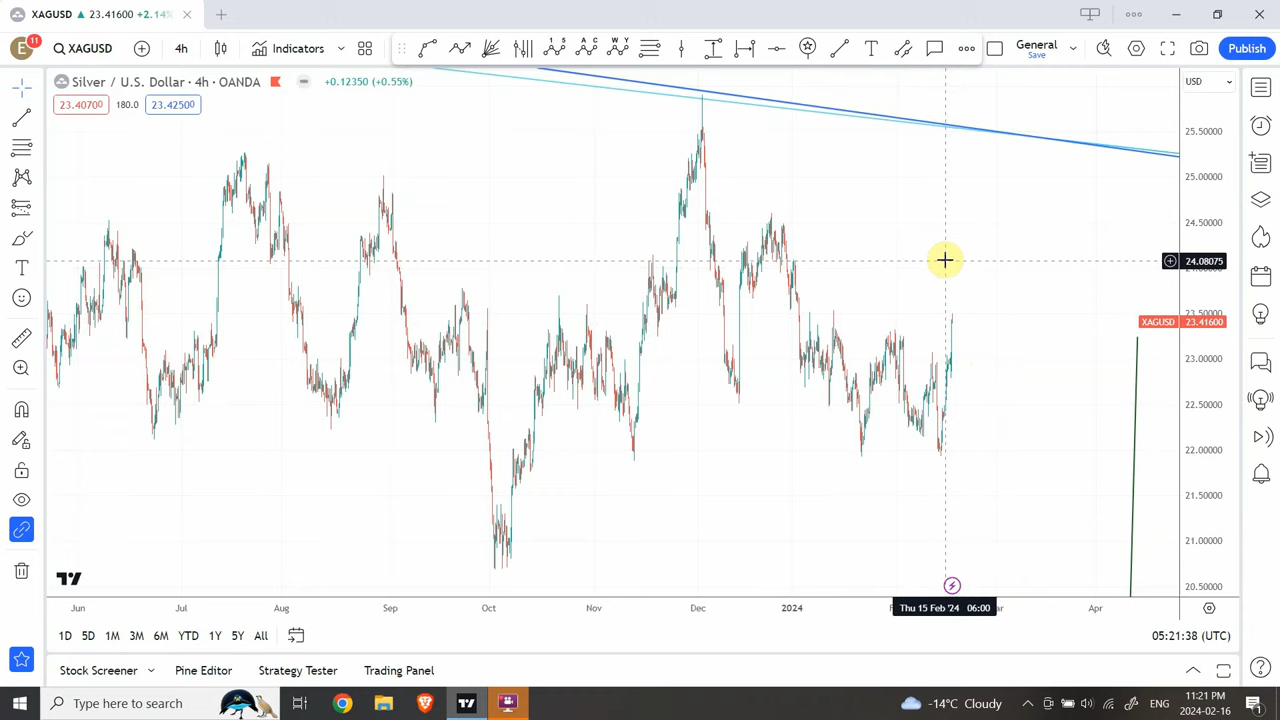 XAGUSD ▲ 23.41600 +2.14%
E 11 XAGUSD 4h Indicators General Save Publish
Silver / U.S. Dollar · 4h · OANDA +0.12350 (+0.55%) USD
23.40700 180.0 23.42500
25.50000
25.00000
24.50000
24.08075
23.50000
XAGUSD 23.41600
23.00000
22.50000
22.00000
21.50000
21.00000
20.50000
Jun Jul Aug Sep Oct Nov Dec 2024 Thu 15 Feb '24 06:00 Apr
1D 5D 1M 3M 6M YTD 1Y 5Y All 05:21:38 (UTC)
Stock Screener Pine Editor Strategy Tester Trading Panel
Type here to search -14°C Cloudy 11:21 PM
2024-02-16 1